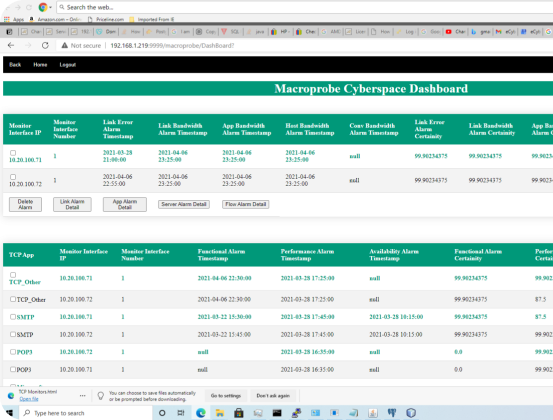 Search the web...
Apps Amazon.com – Onli Priceline.com Imported From IE
Not secure 192.168.1.219:9999/macroprobe/DashBoard!!
Back Home Logout
Macroprobe Cyberspace Dashboard
Monitor Interface IP Monitor Interface Number Link Error Alarm Timestamp Link Bandwidth Alarm Timestamp App Bandwidth Alarm Timestamp Host Bandwidth Alarm Timestamp Conv Bandwidth Alarm Timestamp Link Error Alarm Certainity Link Bandwidth Alarm Certainity App Ba Alarm
10.20.100.71 1 2021-03-28 21:00:00 2021-04-06 23:25:00 2021-04-06 23:25:00 2021-04-06 23:25:00 null 99.90234375 99.90234375 99.9023
10.20.100.72 1 2021-04-06 22:55:00 2021-04-06 23:25:00 2021-04-06 23:25:00 2021-04-06 23:25:00 null 99.90234375 99.90234375 99.9023
Delete Alarm Link Alarm Detail App Alarm Detail Server Alarm Detail Flow Alarm Detail
TCP App Monitor Interface IP Monitor Interface Number Functional Alarm Timestamp Performance Alarm Timestamp Availability Alarm Timestamp Functional Alarm Certainity Perfor Certai
TCP_Other 10.20.100.71 1 2021-04-06 22:30:00 2021-03-28 17:25:00 null 99.90234375 99.902
TCP_Other 10.20.100.72 1 2021-04-06 22:30:00 2021-03-28 17:25:00 null 99.90234375 87.5
SMTP 10.20.100.71 1 2021-03-22 15:30:00 2021-03-28 17:45:00 2021-03-28 10:15:00 99.90234375 87.5
SMTP 10.20.100.72 1 2021-03-22 15:45:00 2021-03-28 17:45:00 2021-03-28 10:15:00 99.90234375 99.902
POP3 10.20.100.72 1 null 2021-03-28 16:35:00 null 0.0 99.902
POP3 10.20.100.71 1 null 2021-03-28 16:35:00 null 0.0 99.902
TCP Monitors.html
Open file
You can choose to save files automatically
or be prompted before downloading.
Go to settings Don't ask again
Type here to search